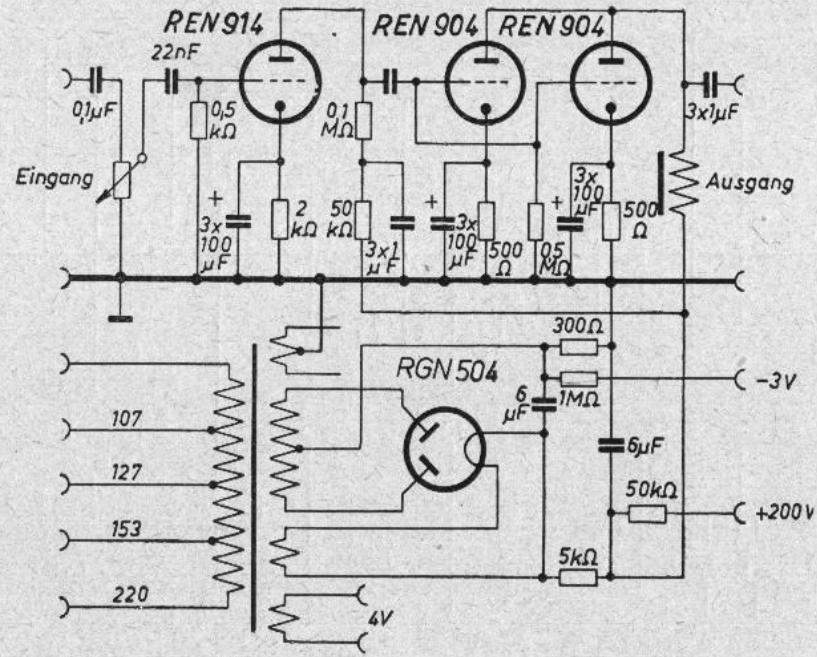 REN 914
REN 904
REN 904
22nF
0,1µF
0,5
kΩ
0,1
MΩ
3x1µF
Eingang
Ausgang
+
3x
100
µF
2
kΩ
50
kΩ
3x1
µF
+
3x
100
µF
500
Ω
0,5
MΩ
+
3x
100
µF
500
Ω
300Ω
RGN 504
6
µF
1MΩ
-3V
107
127
153
220
6µF
50kΩ
+200V
5kΩ
4V